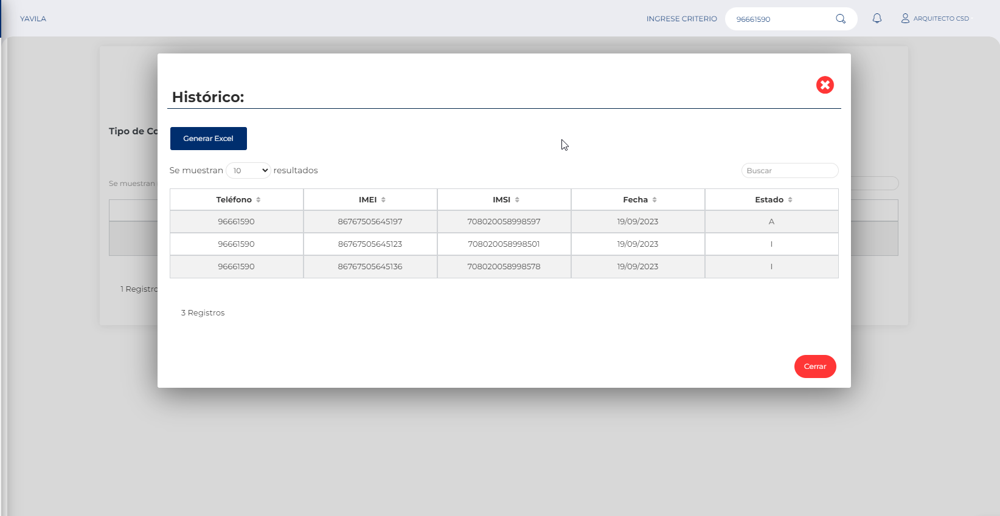 YAVILA
INGRESE CRITERIO 96661590 ARQUITECTO CSD
Histórico:
Tipo de Co
Generar Excel
Se muestran 10 resultados Buscar
Se muestran
Teléfono IMEI IMSI Fecha Estado
96661590 86767505645197 708020058998597 19/09/2023 A
96661590 86767505645123 708020058998501 19/09/2023 I
96661590 86767505645136 708020058998578 19/09/2023 I
1 Registro
3 Registros
Cerrar